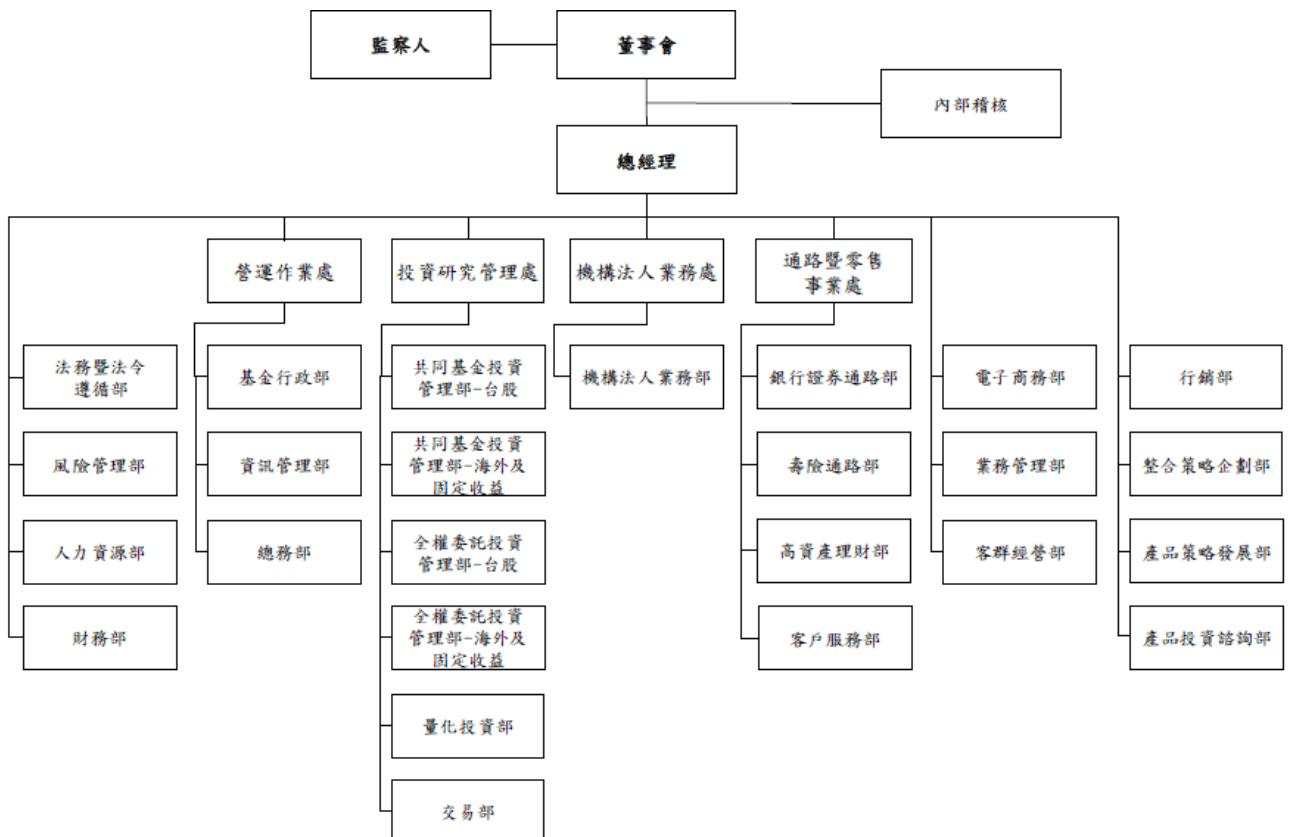 監察人
董事會
內部稽核
總經理
營運作業處
投資研究管理處
機構法人業務處
通路暨零售
事業處
法務暨法令
遵循部
基金行政部
共同基金投資
管理部-台股
機構法人業務部
銀行證券通路部
電子商務部
行銷部
風險管理部
資訊管理部
共同基金投資
管理部-海外及
固定收益
壽險通路部
業務管理部
整合策略企劃部
人力資源部
總務部
全權委託投資
管理部-台股
高資產理財部
客群經營部
產品策略發展部
財務部
全權委託投資
管理部-海外及
固定收益
客戶服務部
產品投資諮詢部
量化投資部
交易部